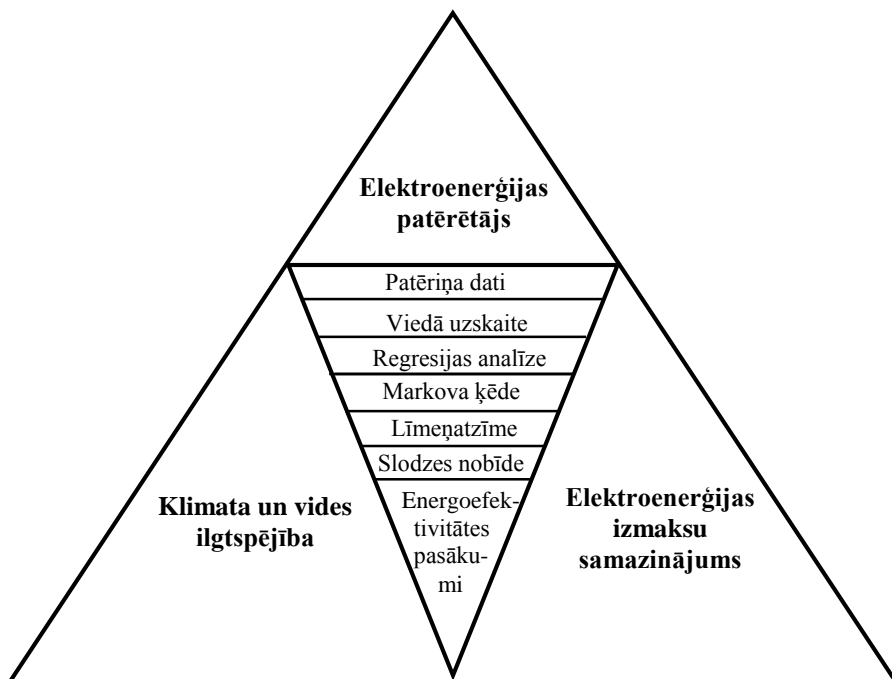 Elektroenerģijas
patērētājs
Patēriņa dati
Viedā uzskaite
Regresijas analīze
Markova ķēde
Līmeņatzīme
Slodzes nobīde
Energoefek-
tivitātes
pasāku-
mi
Klimata un vides
ilgtspējība
Elektroenerģijas
izmaksu
samazinājums